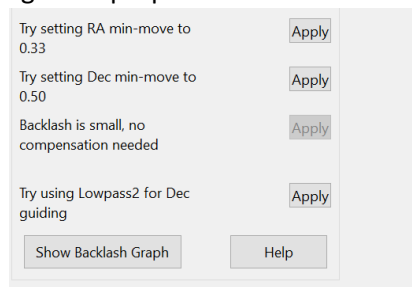 Try setting RA min-move to
0.33
Apply
Try setting Dec min-move to
0.50
Apply
Backlash is small, no
compensation needed
Apply
Try using Lowpass2 for Dec
guiding
Apply
Show Backlash Graph
Help